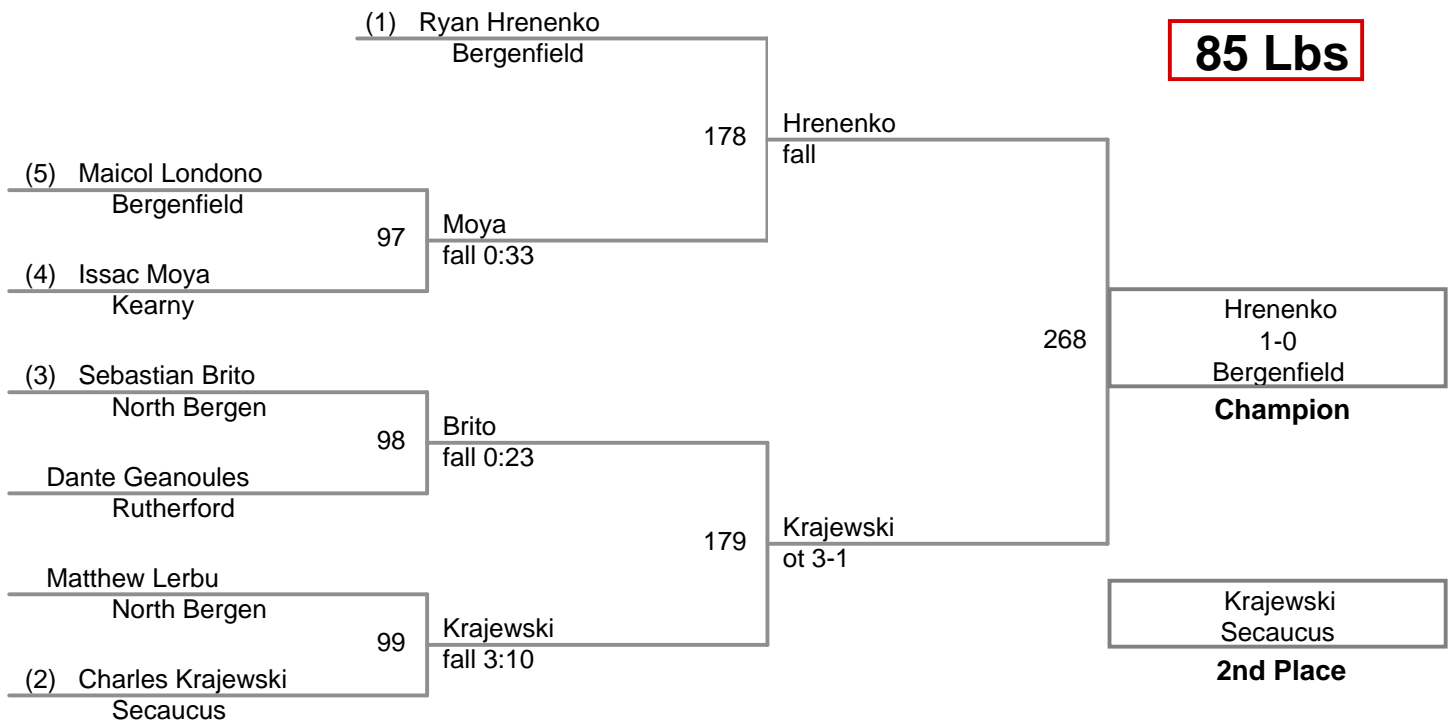 (1) Ryan Hrenenko
Bergenfield
85 Lbs
178
Hrenenko
fall
(5) Maicol Londono
Bergenfield
97
Moya
fall 0:33
(4) Issac Moya
Kearny
268
Hrenenko
1-0
Bergenfield
Champion
(3) Sebastian Brito
North Bergen
98
Brito
fall 0:23
Dante Geanoules
Rutherford
179
Krajewski
ot 3-1
Matthew Lerbu
North Bergen
99
Krajewski
fall 3:10
(2) Charles Krajewski
Secaucus
Krajewski
Secaucus
2nd Place